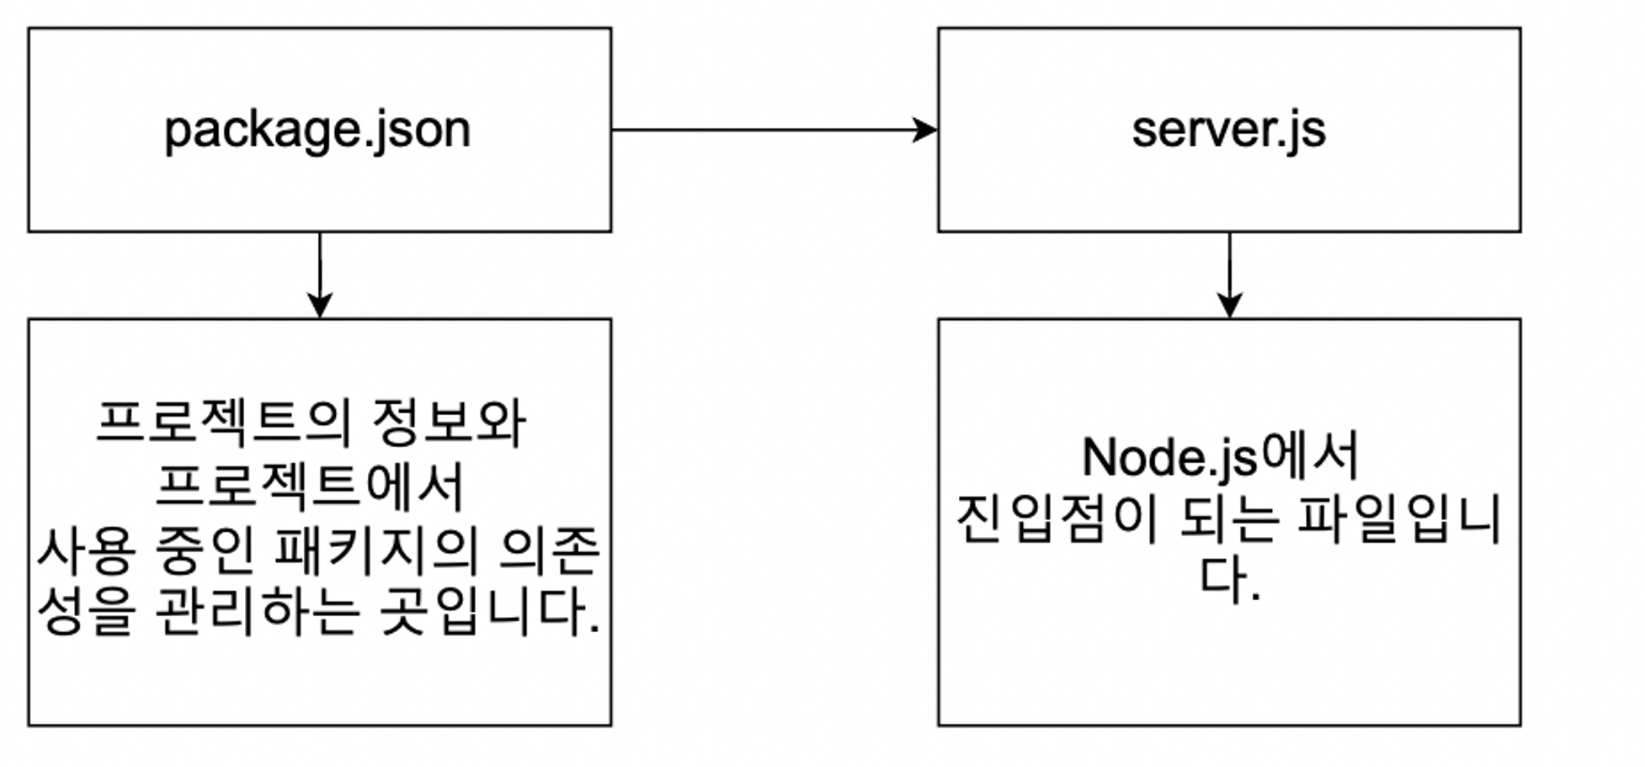 package.json
server.js
프로젝트의 정보와
프로젝트에서
사용 중인 패키지의 의존
성을 관리하는 곳입니다.
Node.js에서
진입점이 되는 파일입니
다.